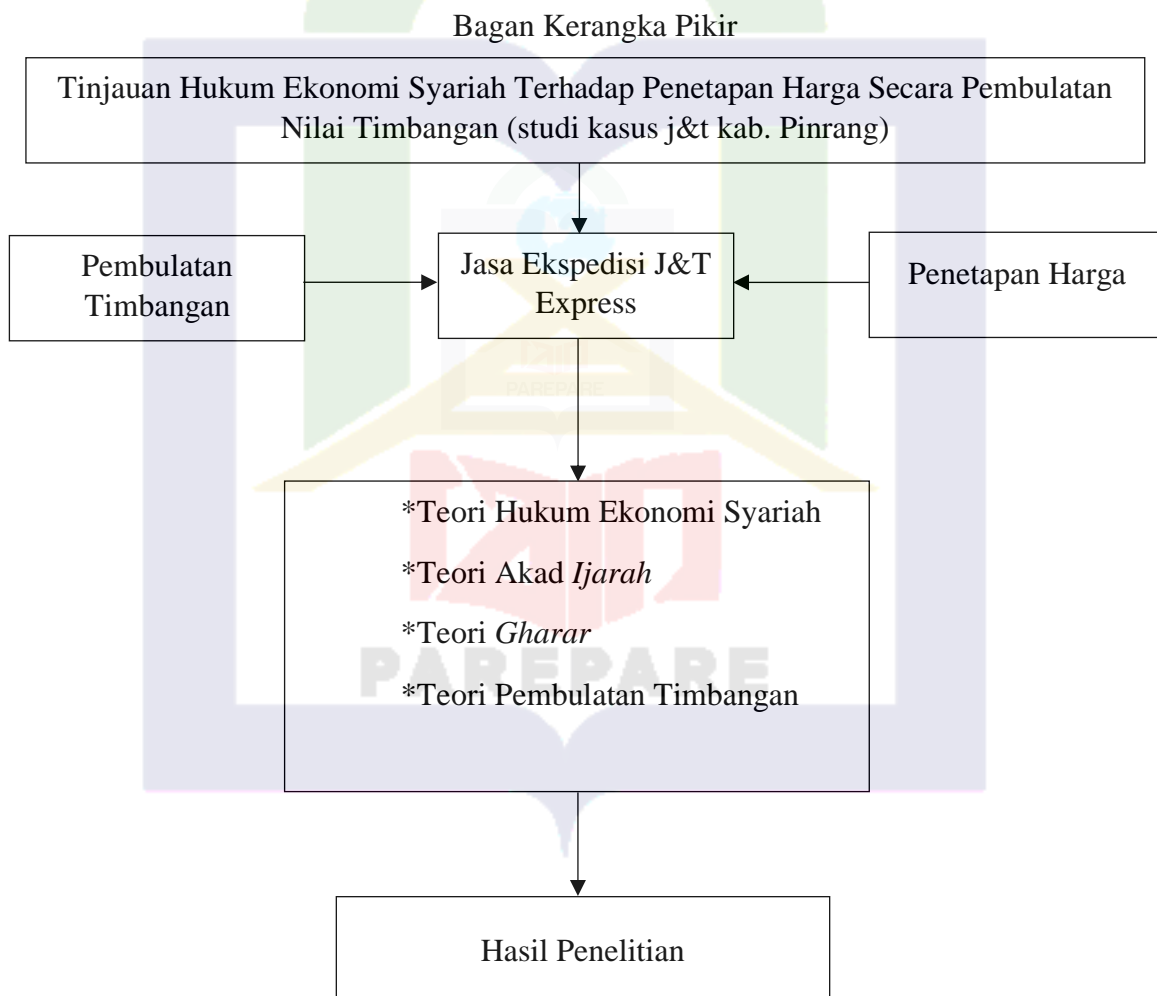 Bagan Kerangka Pikir
Tinjauan Hukum Ekonomi Syariah Terhadap Penetapan Harga Secara Pembulatan
Nilai Timbangan (studi kasus j&t kab. Pinrang)
Pembulatan
Timbangan
Jasa Ekspedisi J&T
Express
Penetapan Harga
PAREPARE
*Teori Hukum Ekonomi Syariah
*Teori Akad Ijarah
*Teori Gharar
PAREPARE
*Teori Pembulatan Timbangan
Hasil Penelitian